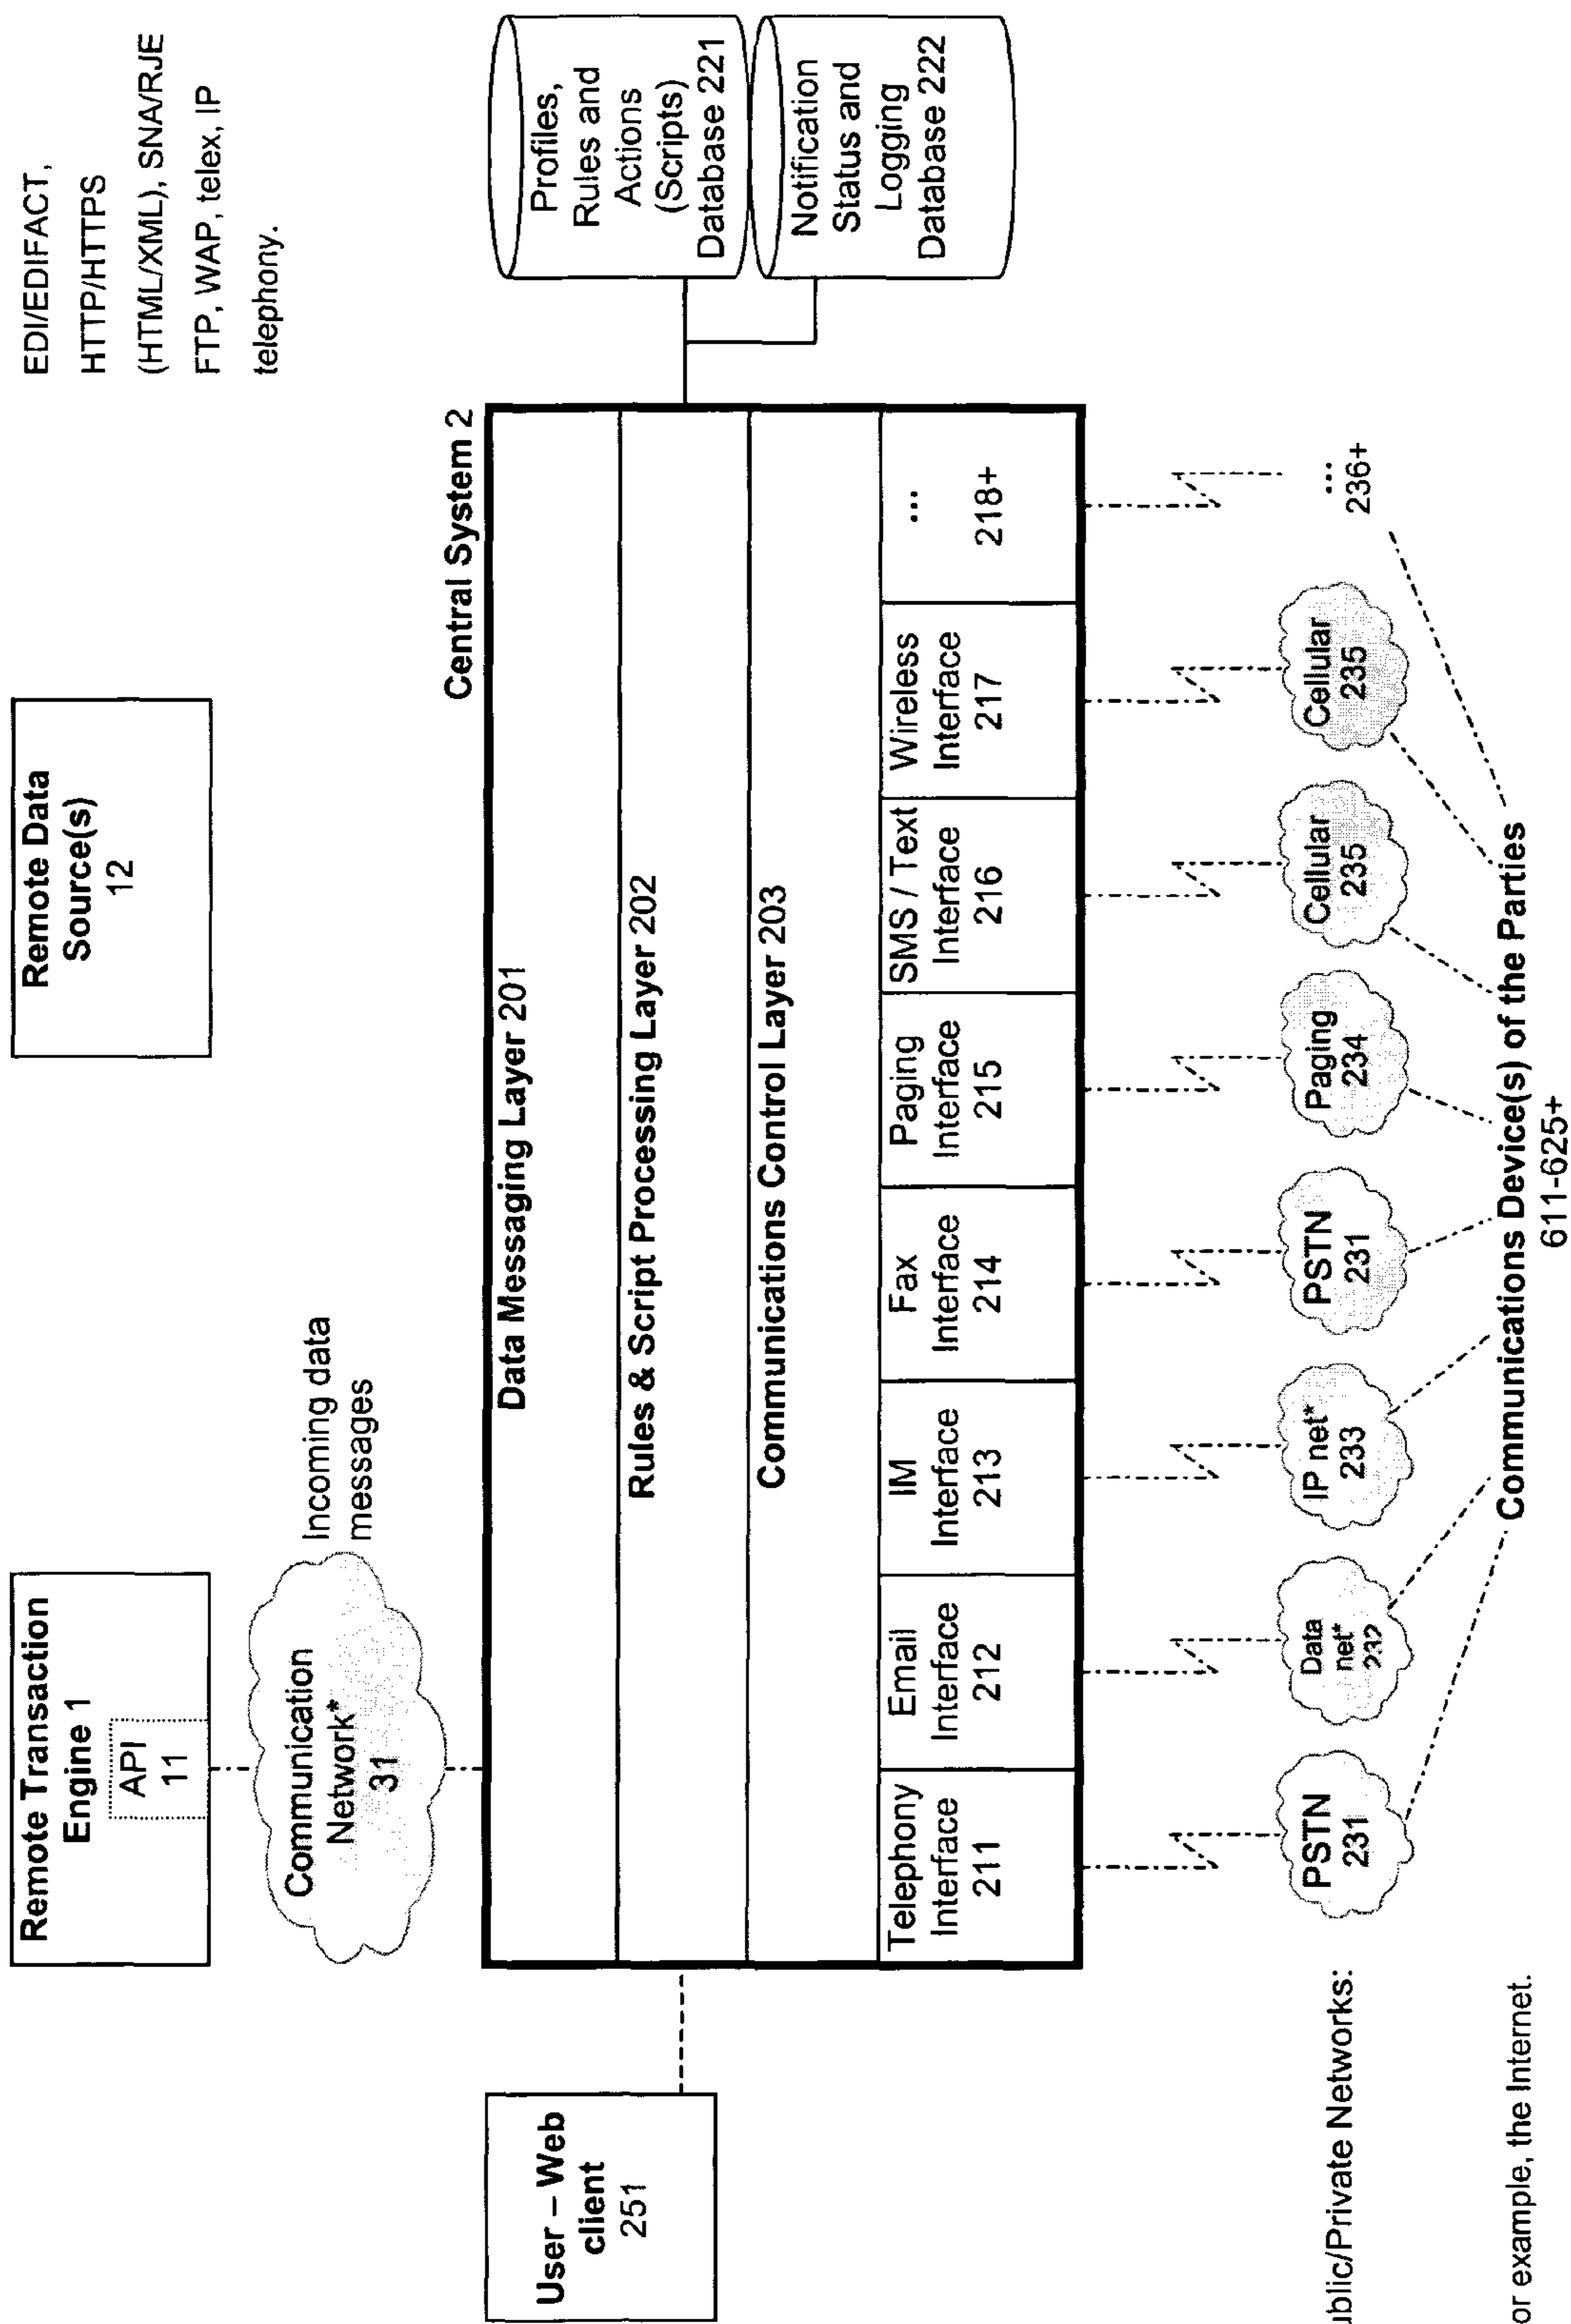 Remote Transaction
Engine 1
API
11
Remote Data
Source(s)
12
EDI/EDIFACT,
HTTP/HTTPS
(HTML/XML), SNA/RJE
FTP, WAP, telex, IP
telephony.
Communication
Network*
31
Incoming data
messages
Central System 2
User – Web
client
251
Data Messaging Layer 201
Rules & Script Processing Layer 202
Communications Control Layer 203
Telephony
Interface
211
Email
Interface
212
IM
Interface
213
Fax
Interface
214
Paging
Interface
215
SMS / Text
Interface
216
Wireless
Interface
217
...
218+
Profiles,
Rules and
Actions
(Scripts)
Database 221
Notification
Status and
Logging
Database 222
ublic/Private Networks:
PSTN
231
Data
net*
232
IP net*
233
PSTN
231
Paging
234
Cellular
235
Cellular
235
...
236+
Communications Device(s) of the Parties
611-625+
or example, the Internet.